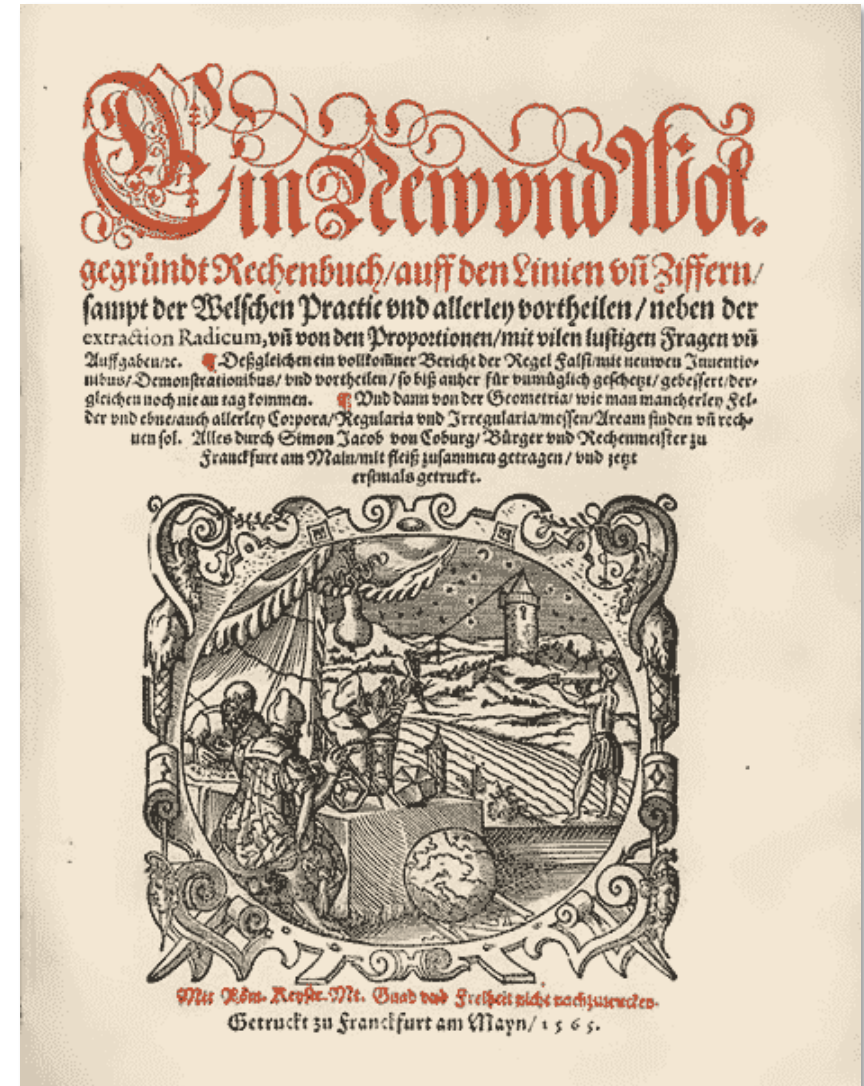 Ein New vnd Wol-
gegründt Rechenbuch/auff den Linien vñ Ziffern/
sampt der Welschen Practic vnd allerley vortheilen / neben der
extraction Radicum, vñ von den Proportionen/mit vilen lustigen Fragen vñ
Auffgaben/ꝛc. ¶ Deßgleichen ein vollkom̃ner Bericht der Regel Falsi/mit neuwen Inuentio-
nibus/Demonstrationibus/ vnd vortheilen / so biß anher für vnmüglich geschetzt/ gebessert/der-
gleichen noch nie an tag kommen. ¶ Vnd dann von der Geometria/ wie man mancherley Fel-
der vnd ebne/auch allerley Corpora/Regularia vnd Irregularia/messen/Aream finden vñ rech-
nen sol. Alles durch Simon Jacob von Coburg/ Bürger vnd Rechenmeister zu
Franckfurt am Main/mit fleiß zusammen getragen / vnd jetzt
erstmals getruckt.
Mit Röm. Keyser. Mt. Gnad vnd Freiheit nicht nachzutrucken.
Getruckt zu Franckfurt am Mayn/ 1565.